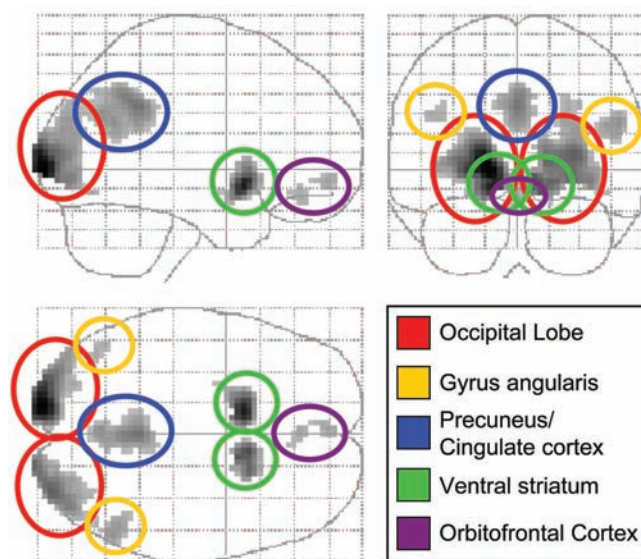 Occipital Lobe
Gyrus angularis
Precuneus/
Cingulate cortex
Ventral striatum
Orbitofrontal Cortex